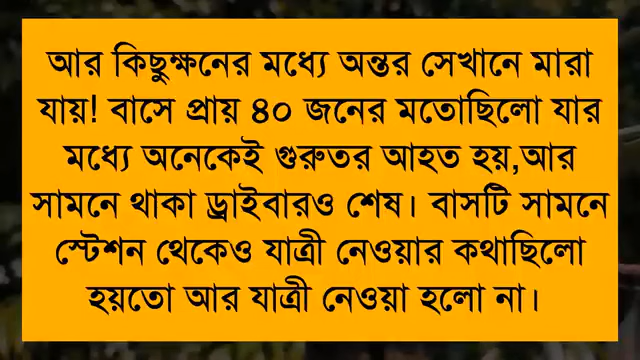 আর কিছুক্ষনের মধ্যে অন্তর সেখানে মারা
যায়! বাসে প্রায় ৪০ জনের মতোছিলো যার
মধ্যে অনেকেই গুরুতর আহত হয়,আর
সামনে থাকা ড্রাইবারও শেষ। বাসটি সামনে
স্টেশন থেকেও যাত্রী নেওয়ার কথাছিলো
হয়তো আর যাত্রী নেওয়া হলো না।